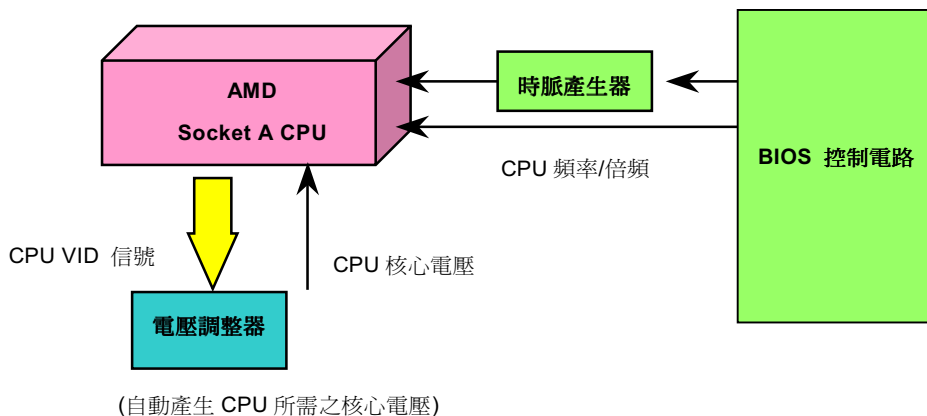 AMD
Socket A CPU
時脈產生器
BIOS 控制電路
CPU 頻率/倍頻
CPU VID 信號
CPU 核心電壓
電壓調整器
(自動產生 CPU 所需之核心電壓)